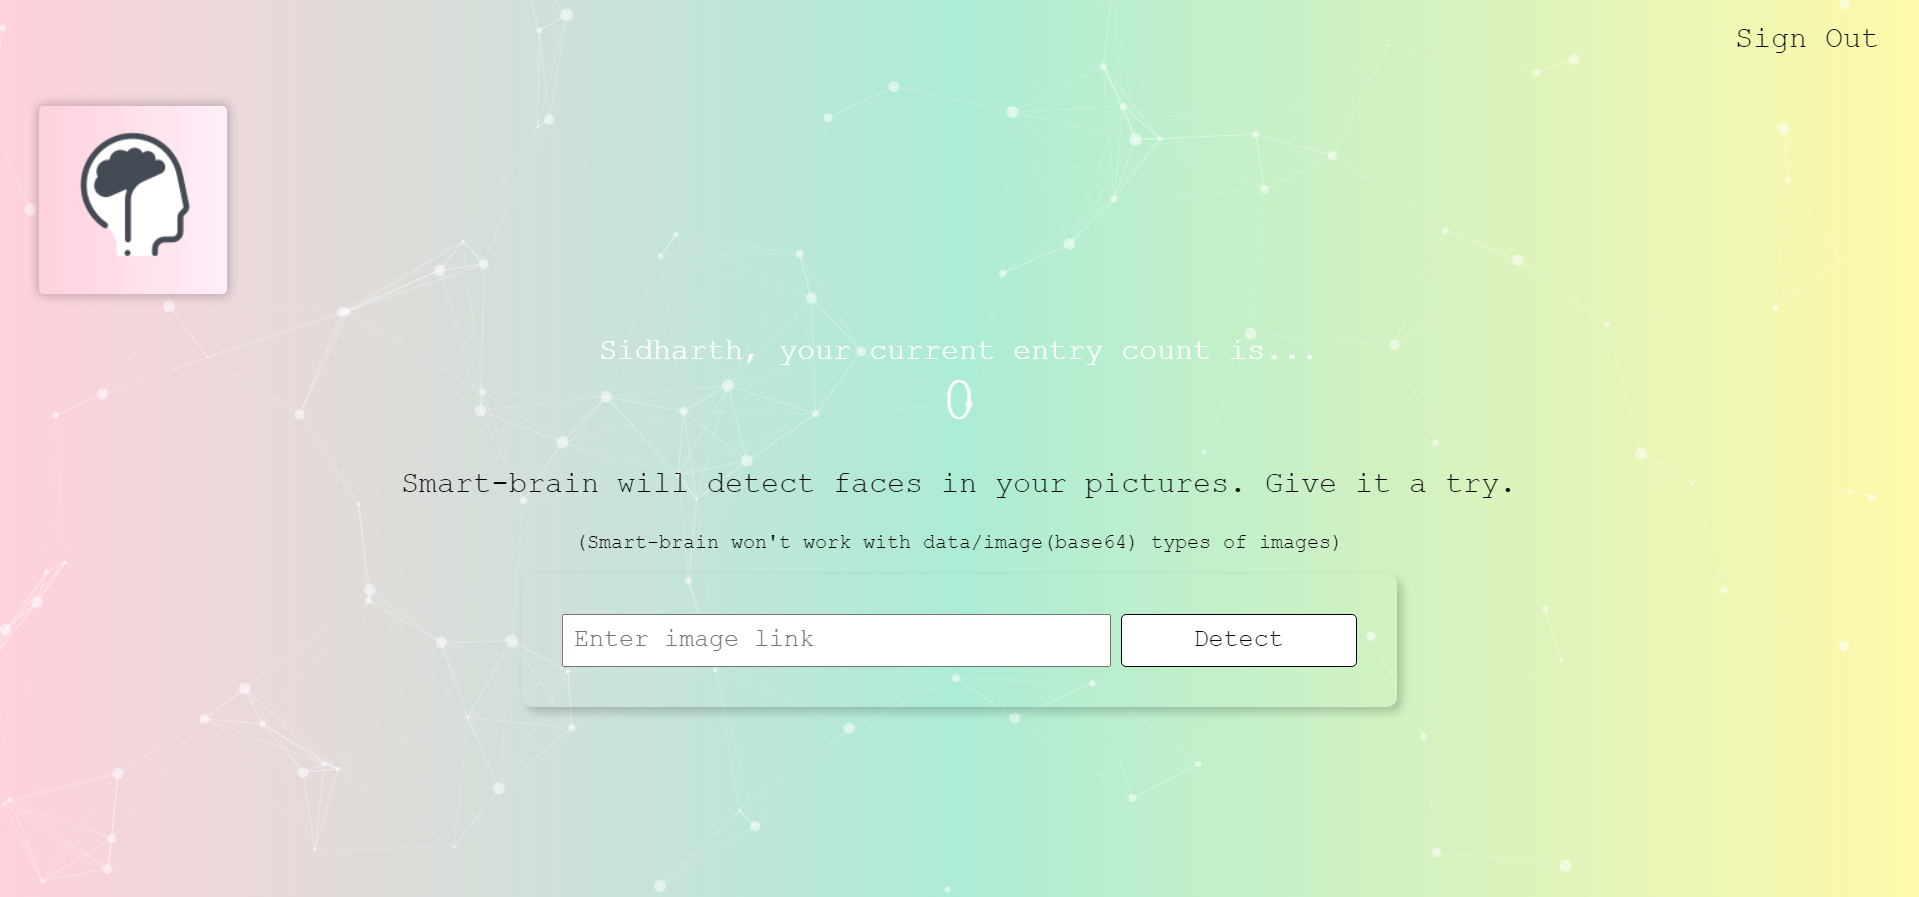 Sign Out
Sidharth, your current entry count is...
0
Smart-brain will detect faces in your pictures. Give it a try.
(Smart-brain won't work with data/image(base64) types of images)
Enter image link
Detect